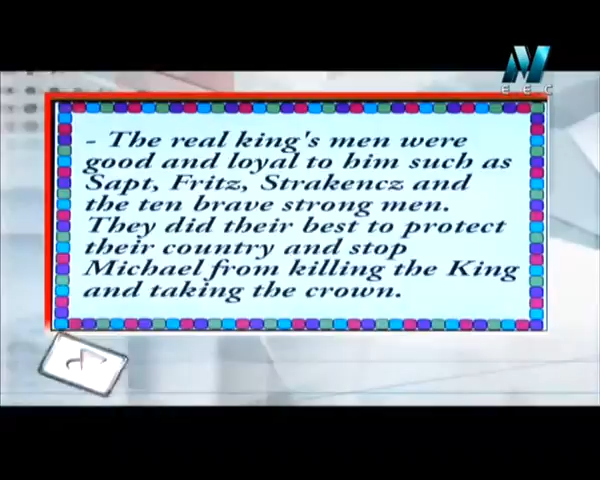 EEC
- The real king's men were
good and loyal to him such as
Sapt, Fritz, Strakencz and
the ten brave strong men.
They did their best to protect
their country and stop
Michael from killing the King
and taking the crown.